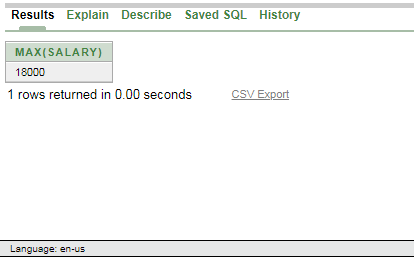 Results Explain Describe Saved SQL History
MAX(SALARY)
18000
1 rows returned in 0.00 seconds CSV Export
Language: en-us